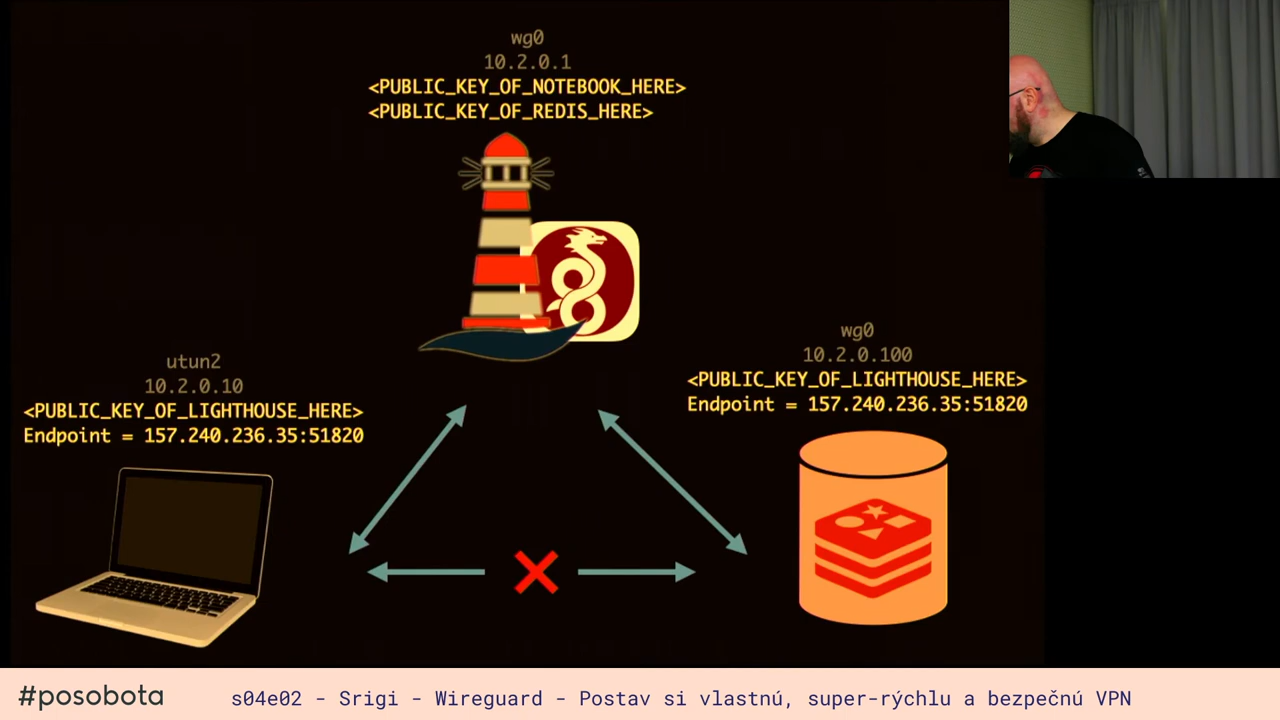 wg0
10.2.0.1
<PUBLIC_KEY_OF_NOTEBOOK_HERE>
<PUBLIC_KEY_OF_REDIS_HERE>
utun2
10.2.0.10
<PUBLIC_KEY_OF_LIGHTHOUSE_HERE>
Endpoint = 157.240.236.35:51820
wg0
10.2.0.100
<PUBLIC_KEY_OF_LIGHTHOUSE_HERE>
Endpoint = 157.240.236.35:51820
#posobota
s04e02 - Srigi - Wireguard - Postav si vlastnú, super-rýchlu a bezpečnú VPN